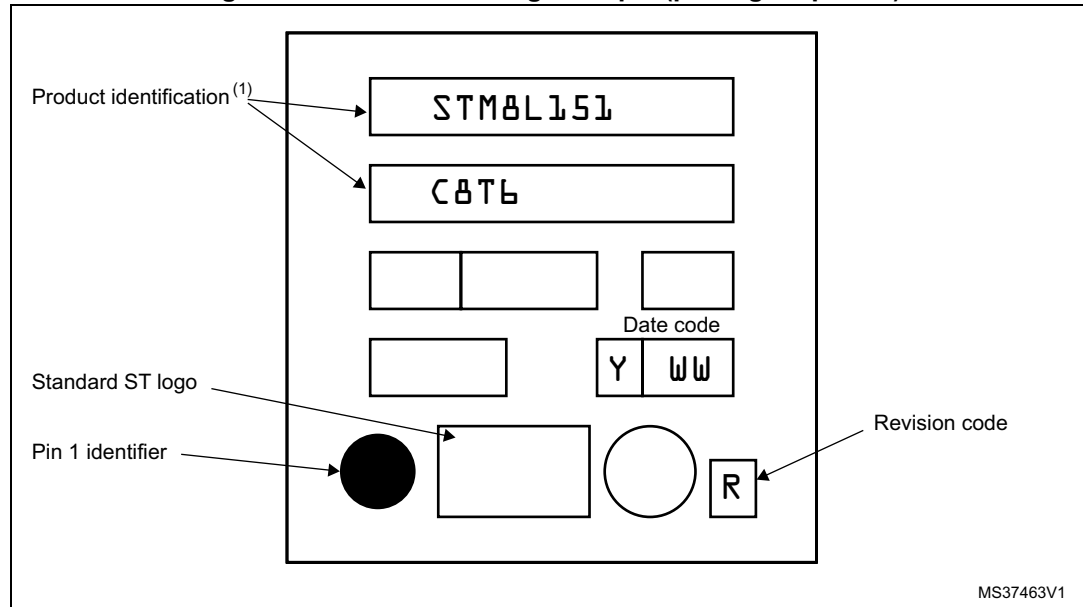 Product identification (1)
STM8L151
C8T6
Date code
Y WW
Standard ST logo
Revision code
Pin 1 identifier
R
MS37463V1